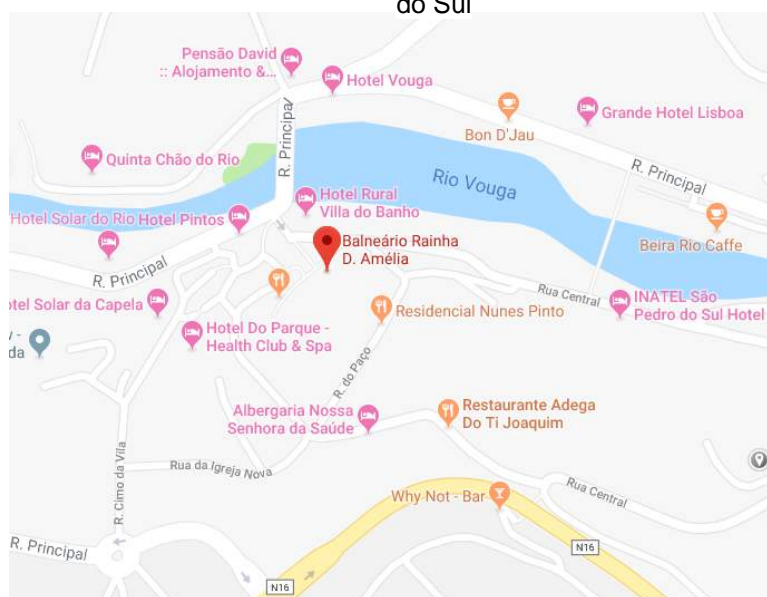 do Sul
Pensão David
:: Alojamento &...
Hotel Vouga
Grande Hotel Lisboa
Bon D'Jau
R. Principal
Quinta Chão do Rio
R. Principal
Rio Vouga
Hotel Rural
Villa do Banho
Hotel Solar do Rio
Hotel Pintos
Beira Rio Caffe
Balneário Rainha
D. Amélia
R. Principal
Rua Central
INATEL São
Pedro do Sul Hotel
otel Solar da Capela
Residencial Nunes Pinto
Hotel Do Parque -
Health Club & Spa
da
R. do Paço
Albergaria Nossa
Senhora da Saúde
Restaurante Adega
Do Ti Joaquim
Rua da Igreja Nova
R. Cimo da Vila
Rua Central
Why Not - Bar
R. Principal
N16
N16